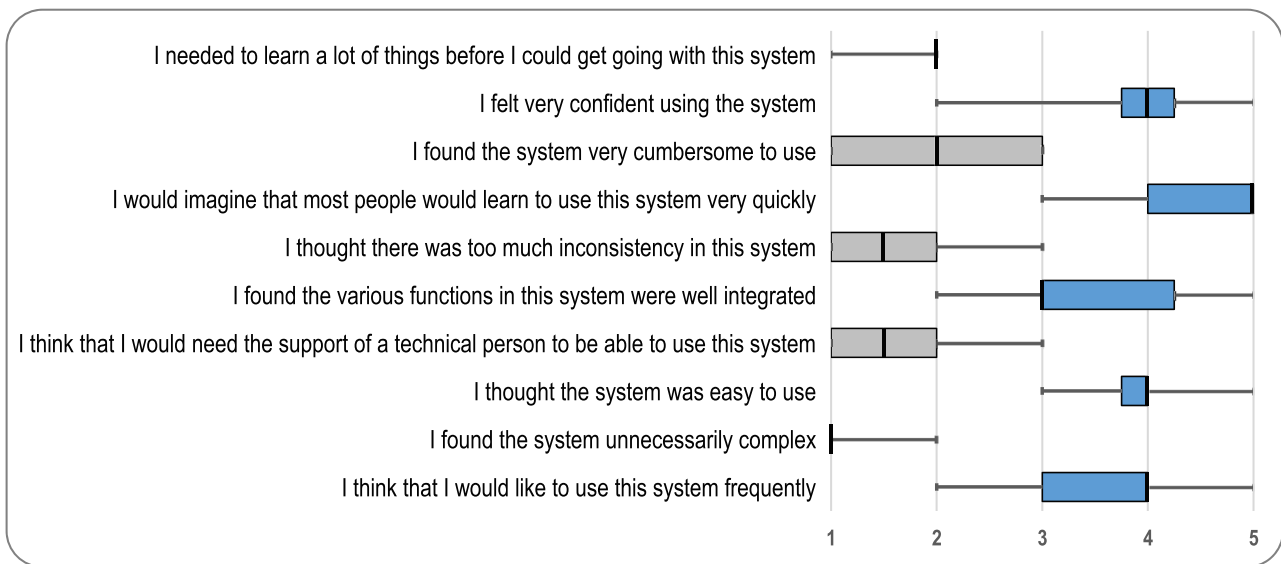 I needed to learn a lot of things before I could get going with this system
I felt very confident using the system
I found the system very cumbersome to use
I would imagine that most people would learn to use this system very quickly
I thought there was too much inconsistency in this system
I found the various functions in this system were well integrated
I think that I would need the support of a technical person to be able to use this system
I thought the system was easy to use
I found the system unnecessarily complex
I think that I would like to use this system frequently
1 2 3 4 5